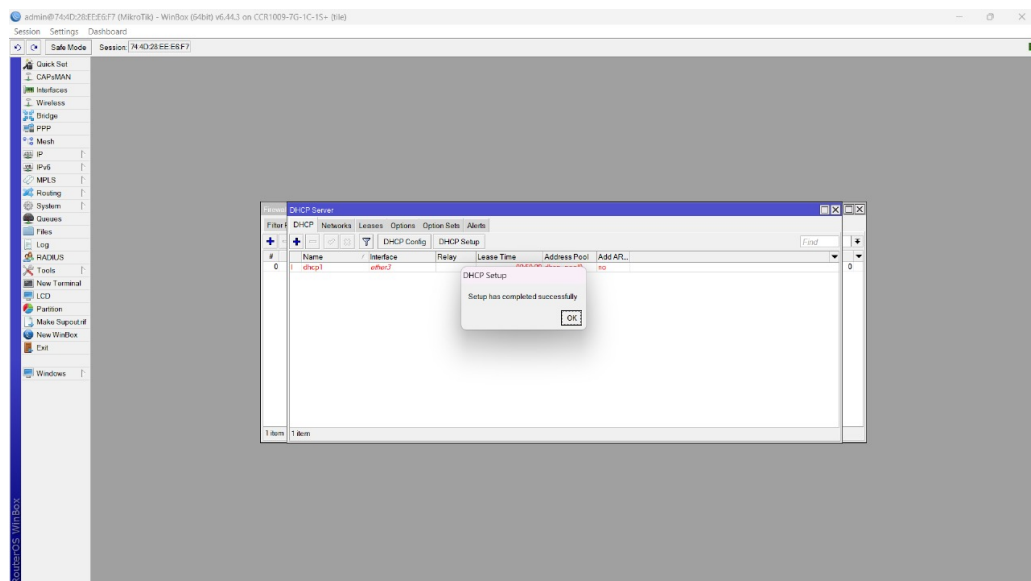 admin@74:4D:28:EE:E6:F7 (MikroTik) - WinBox (64bit) v6.44.3 on CCR1009-7G-1C-1S+ (tile)
Session Settings Dashboard
Safe Mode Session: 74:4D:28:EE:E6:F7
Quick Set
CAPsMAN
Interfaces
Wireless
Bridge
PPP
Mesh
IP
IPv6
MPLS
Routing
System
Queues
Files
Log
RADIUS
Tools
New Terminal
LCD
Partition
Make Supout.rif
New WinBox
Exit
Windows
RouterOS WinBox
Firewall DHCP Server
Filter DHCP Networks Leases Options Option Sets Alerts
DHCP Config DHCP Setup Find
# Name Interface Relay Lease Time Address Pool Add AR...
0 I dhcp1 ether3 no 0
DHCP Setup
Setup has completed successfully
OK
1 item 1 item